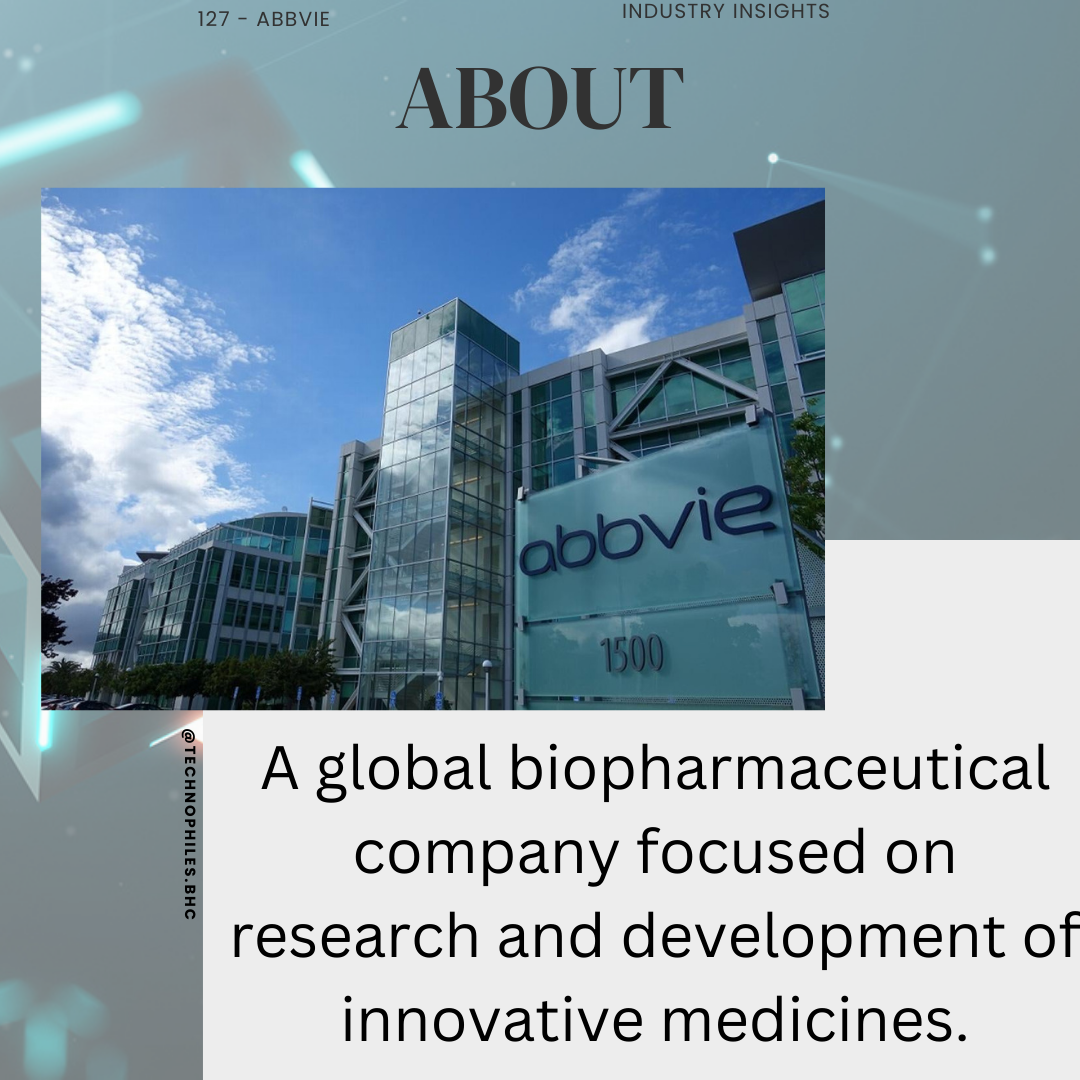 127 - ABBVIE
INDUSTRY INSIGHTS
ABOUT
abbvie
1500
@TECHNOPHILES.BHC
A global biopharmaceutical
company focused on
research and development of
innovative medicines.